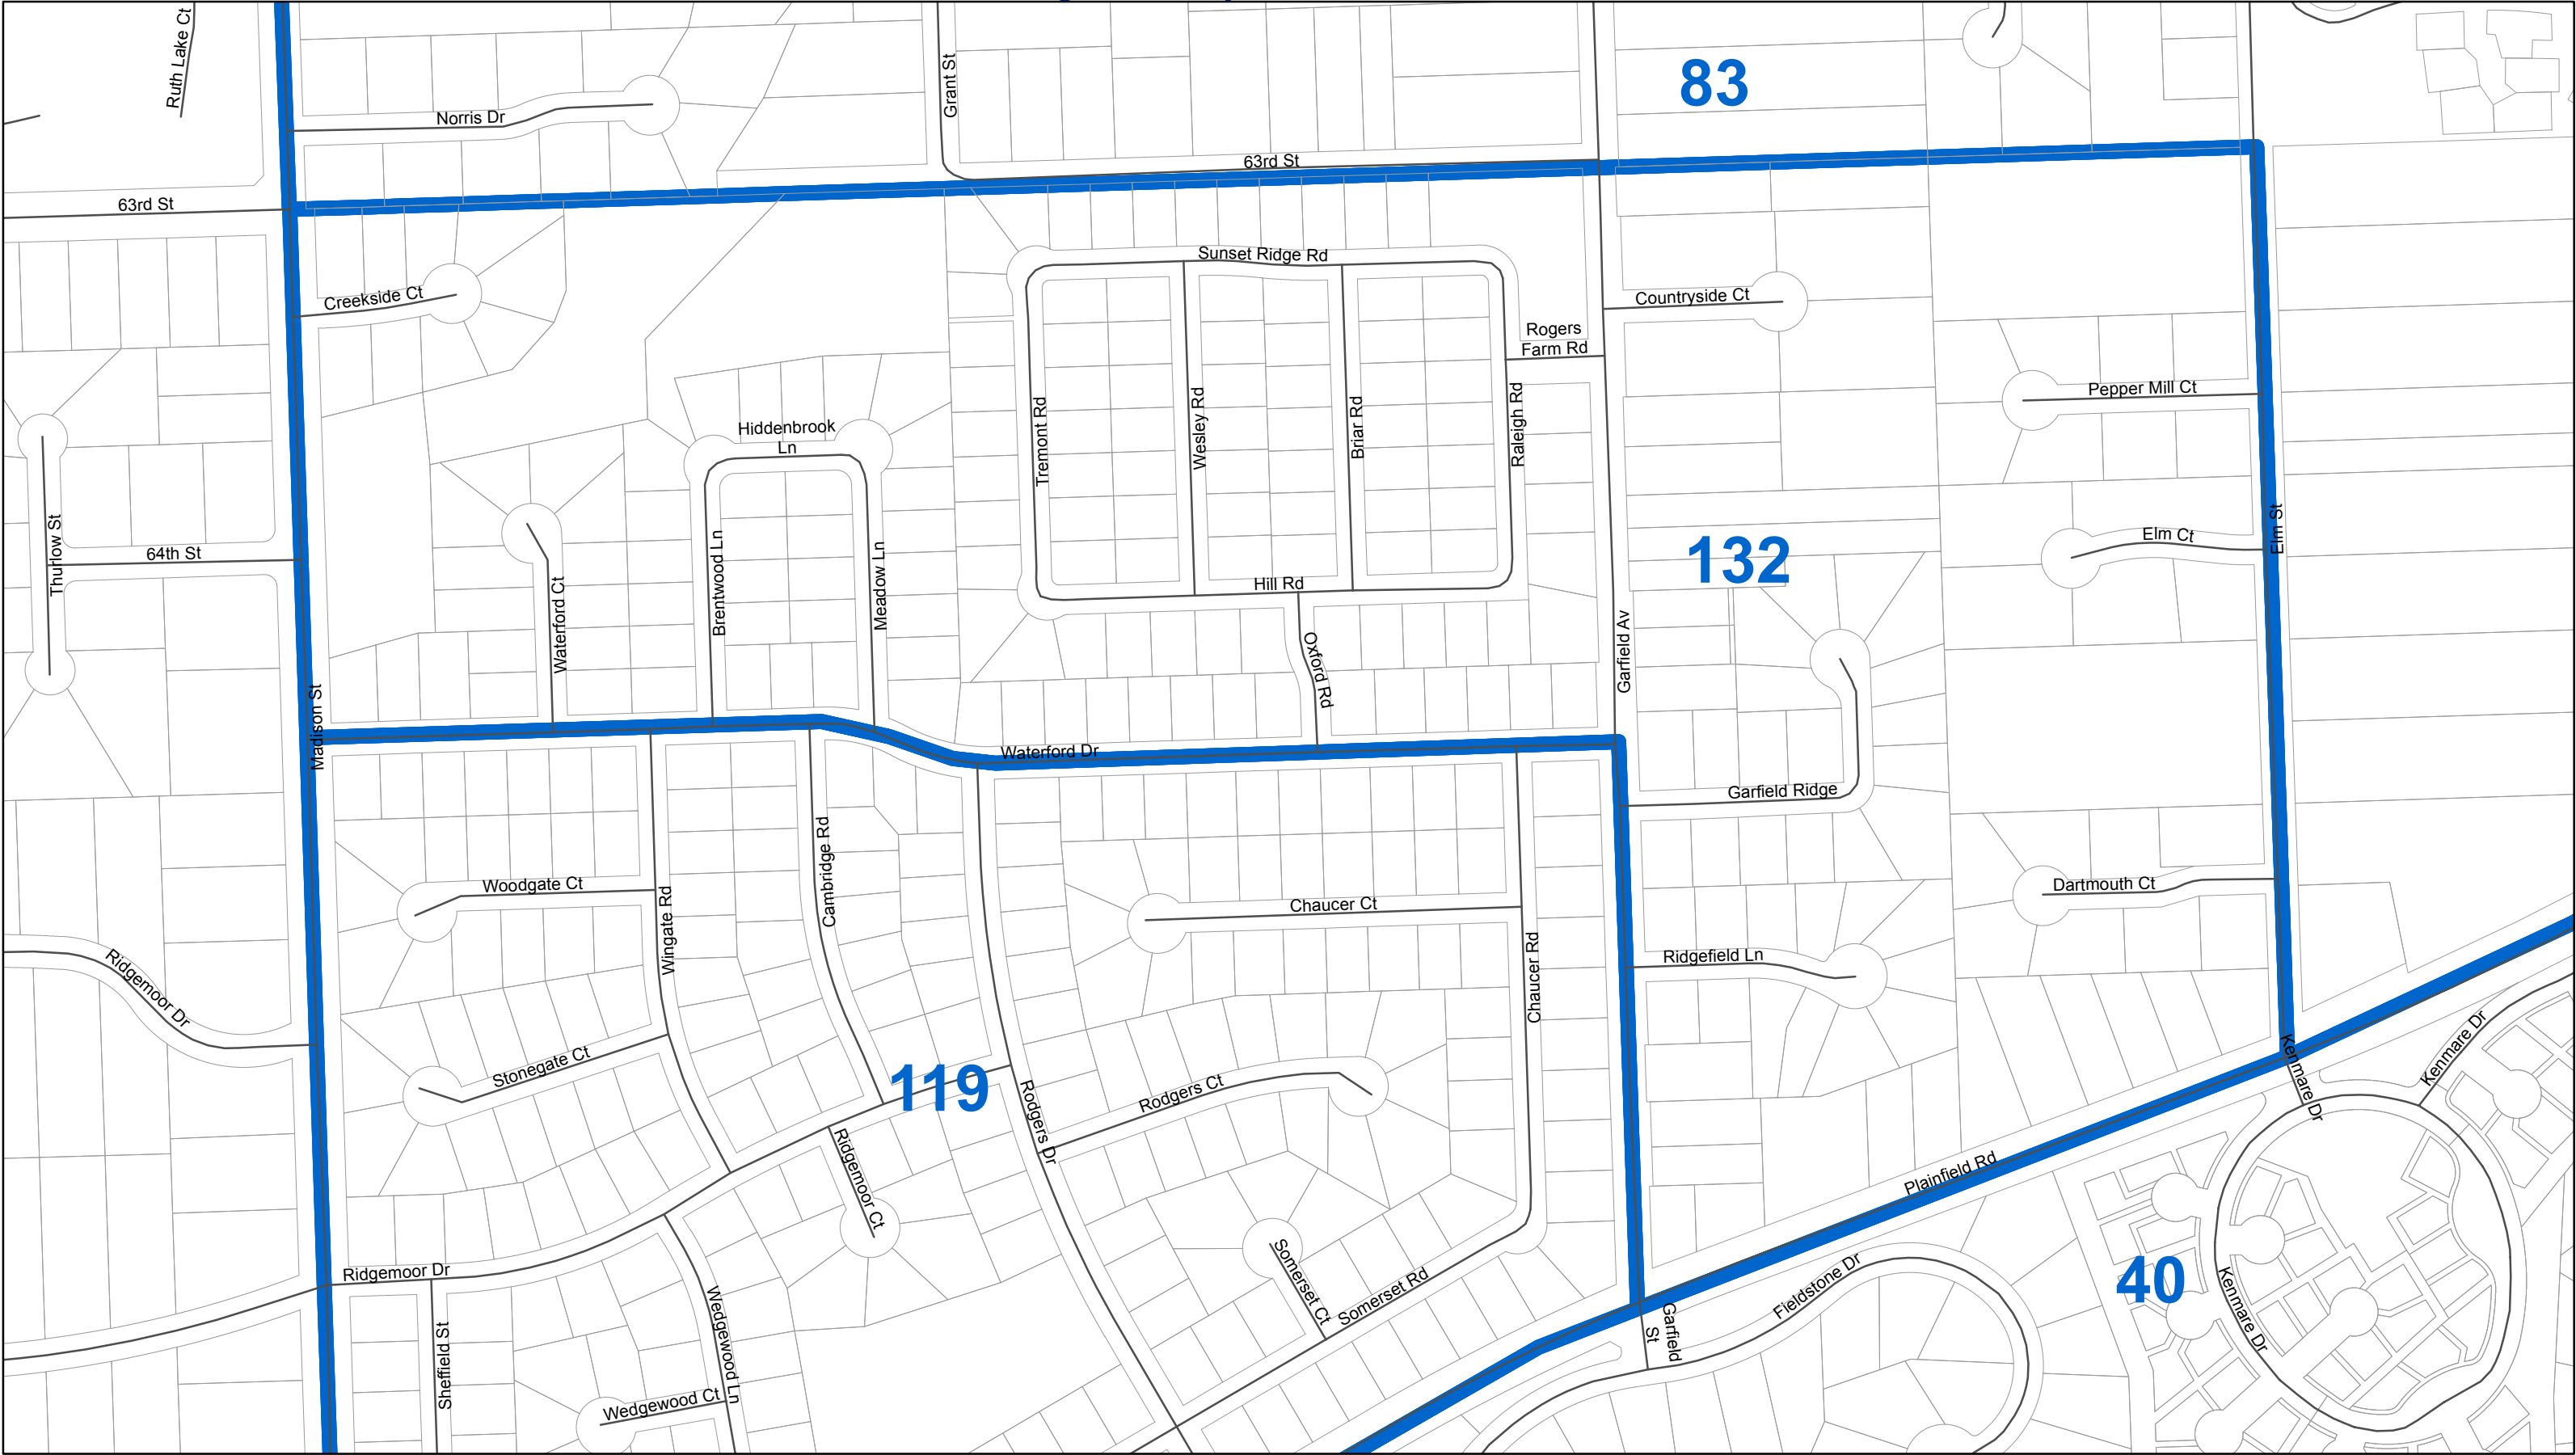 Ruth Lake Ct
Grant St
83
Norris Dr
63rd St
63rd St
Sunset Ridge Rd
Creekside Ct
Countryside Ct
Rogers
Farm Rd
Pepper Mill Ct
Hiddenbrook
Ln
Tremont Rd
Wesley Rd
Briar Rd
Raleigh Rd
Thurlow St
64th St
Elm St
Elm Ct
132
Waterford Ct
Brentwood Ln
Meadow Ln
Hill Rd
Oxford Rd
Garfield Av
Madison St
Waterford Dr
Garfield Ridge
Woodgate Ct
Wingate Rd
Cambridge Rd
Chaucer Ct
Chaucer Rd
Dartmouth Ct
Ridgefield Ln
Ridgemoor Dr
Stonegate Ct
119
Rodgers Dr
Rodgers Ct
Kenmare Dr
Kenmare Dr
Ridgemoor Ct
Plainfield Rd
Ridgemoor Dr
Somerset Ct
Somerset Rd
Fieldstone Dr
40
Kenmare Dr
Garfield
St
Sheffield St
Wedgewood Ln
Wedgewood Ct